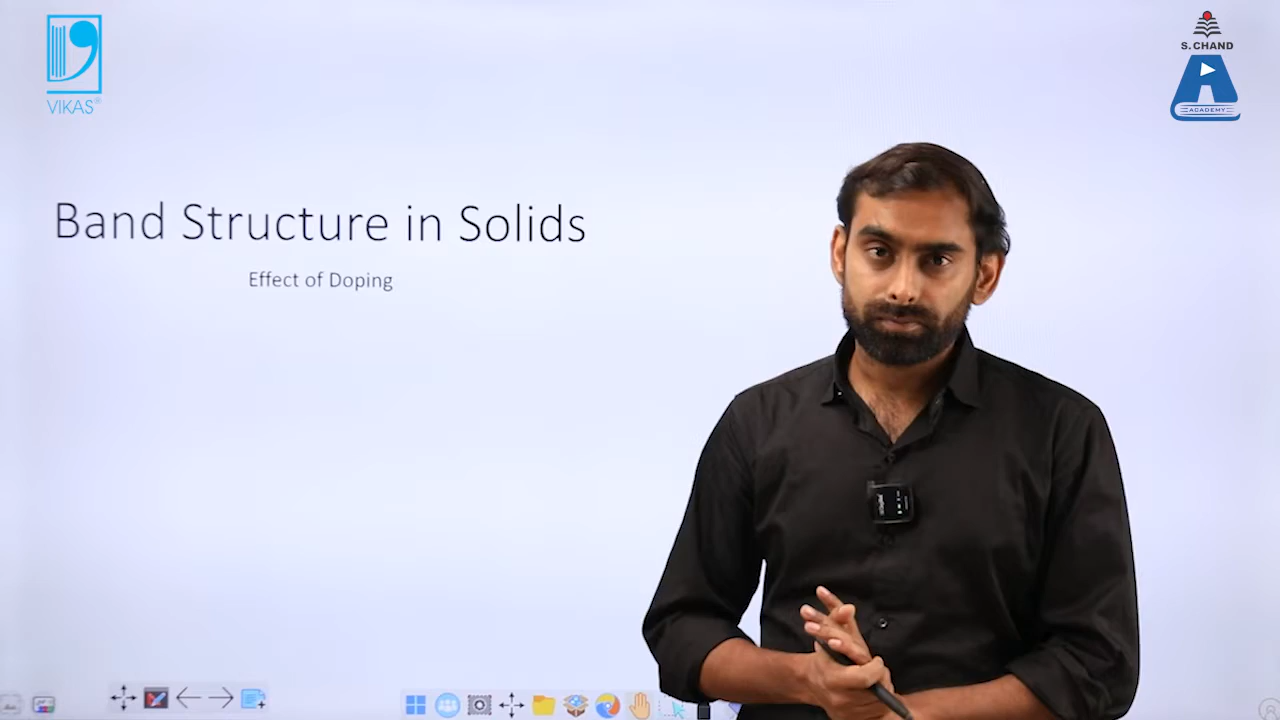 VIKAS®
S. CHAND
ACADEMY
Band Structure in Solids
Effect of Doping